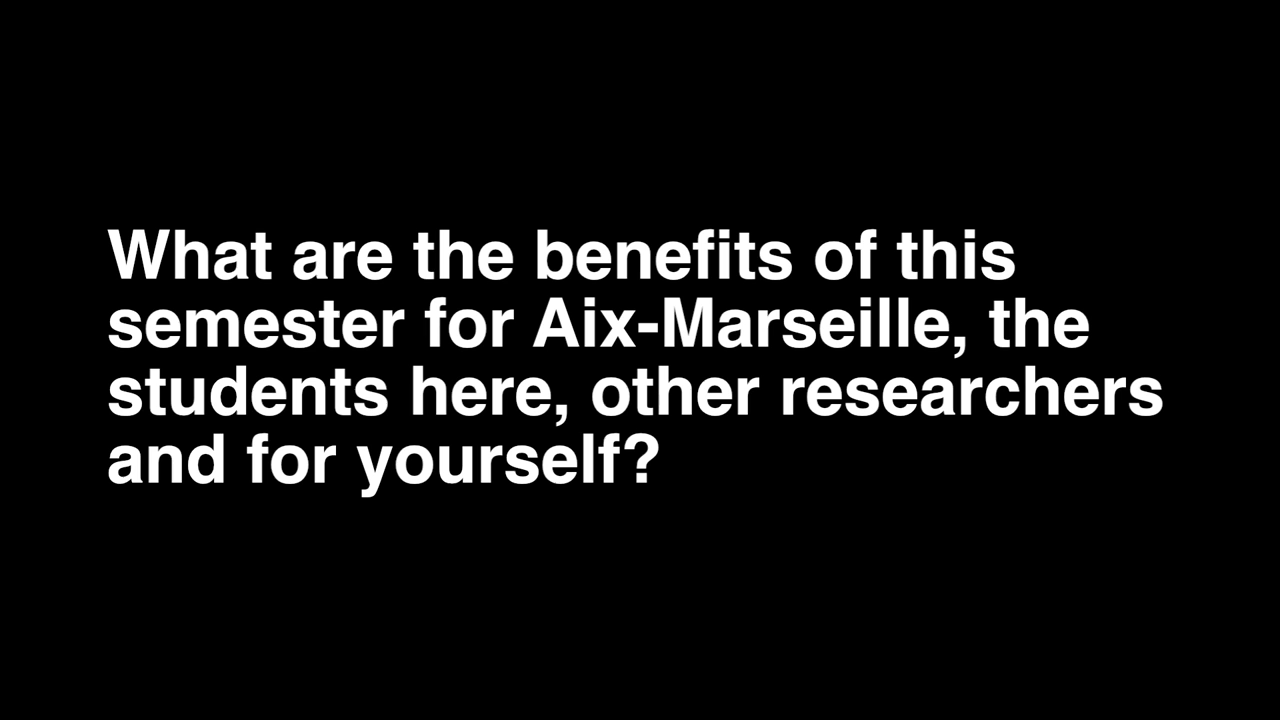 What are the benefits of this
semester for Aix-Marseille, the
students here, other researchers
and for yourself?